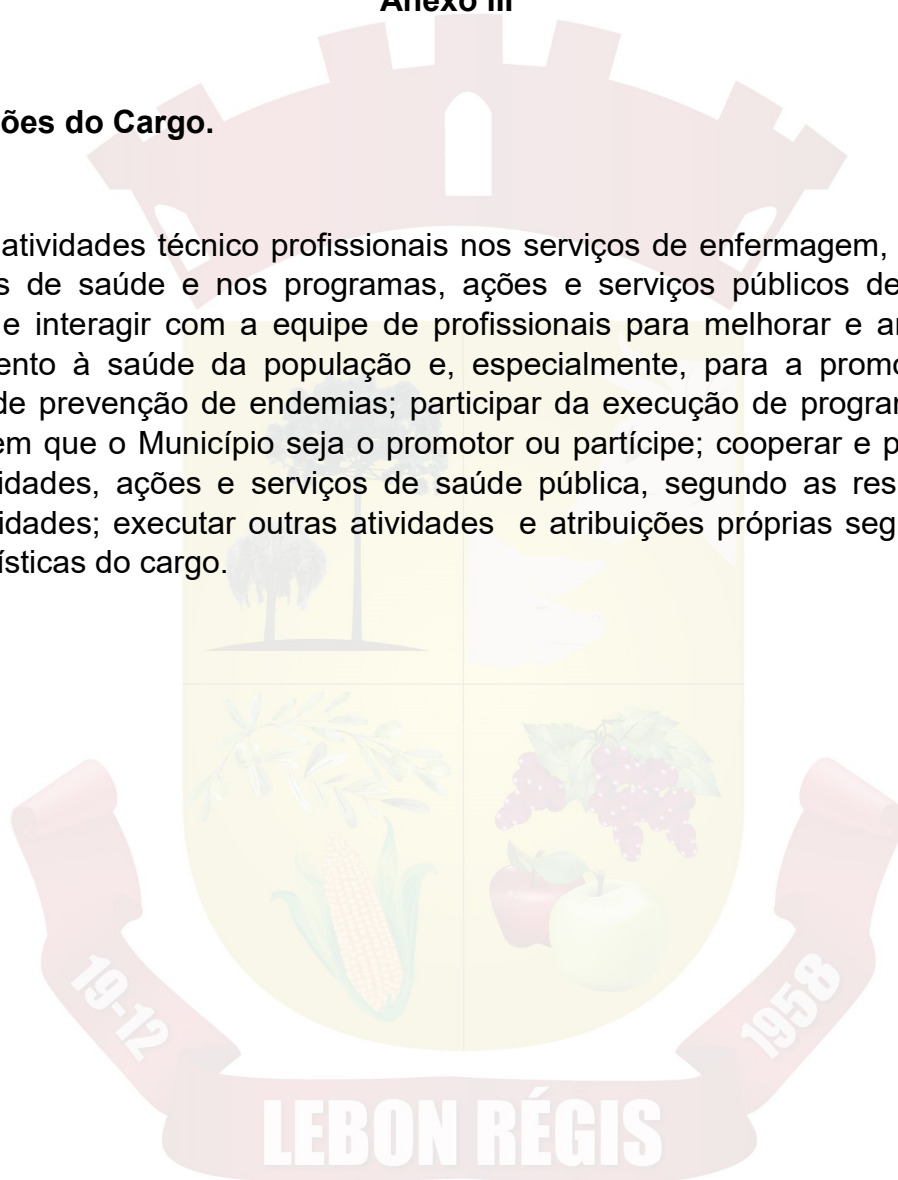 Anexo III
ões do Cargo.
atividades técnico profissionais nos serviços de enfermagem,
s de saúde e nos programas, ações e serviços públicos de
e interagir com a equipe de profissionais para melhorar e a
ento à saúde da população e, especialmente, para a promo
de prevenção de endemias; participar da execução de progra
em que o Município seja o promotor ou partícipe; cooperar e p
idades, ações e serviços de saúde pública, segundo as res
idades; executar outras atividades e atribuições próprias seg
ísticas do cargo.
19-12
1958
LEBON RÉGIS